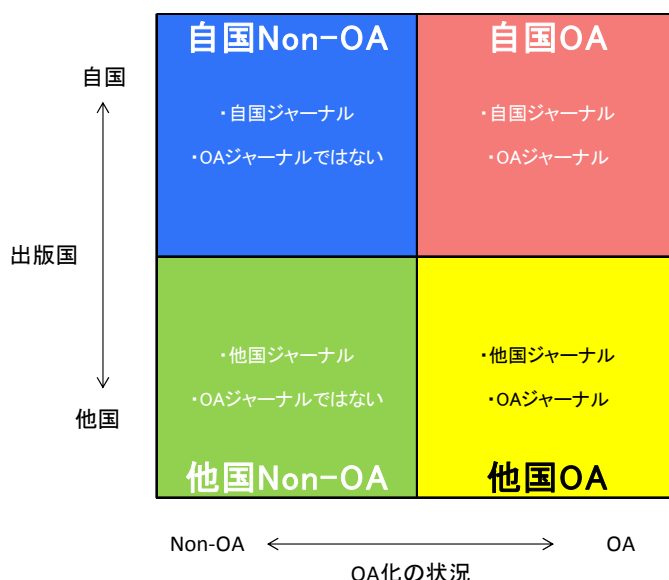 自国Non-OA
自国OA
自国
・自国ジャーナル
・OAジャーナルではない
・自国ジャーナル
・OAジャーナル
出版国
・他国ジャーナル
・OAジャーナルではない
・他国ジャーナル
・OAジャーナル
他国
他国Non-OA
他国OA
Non-OA
OA
OA化の状況